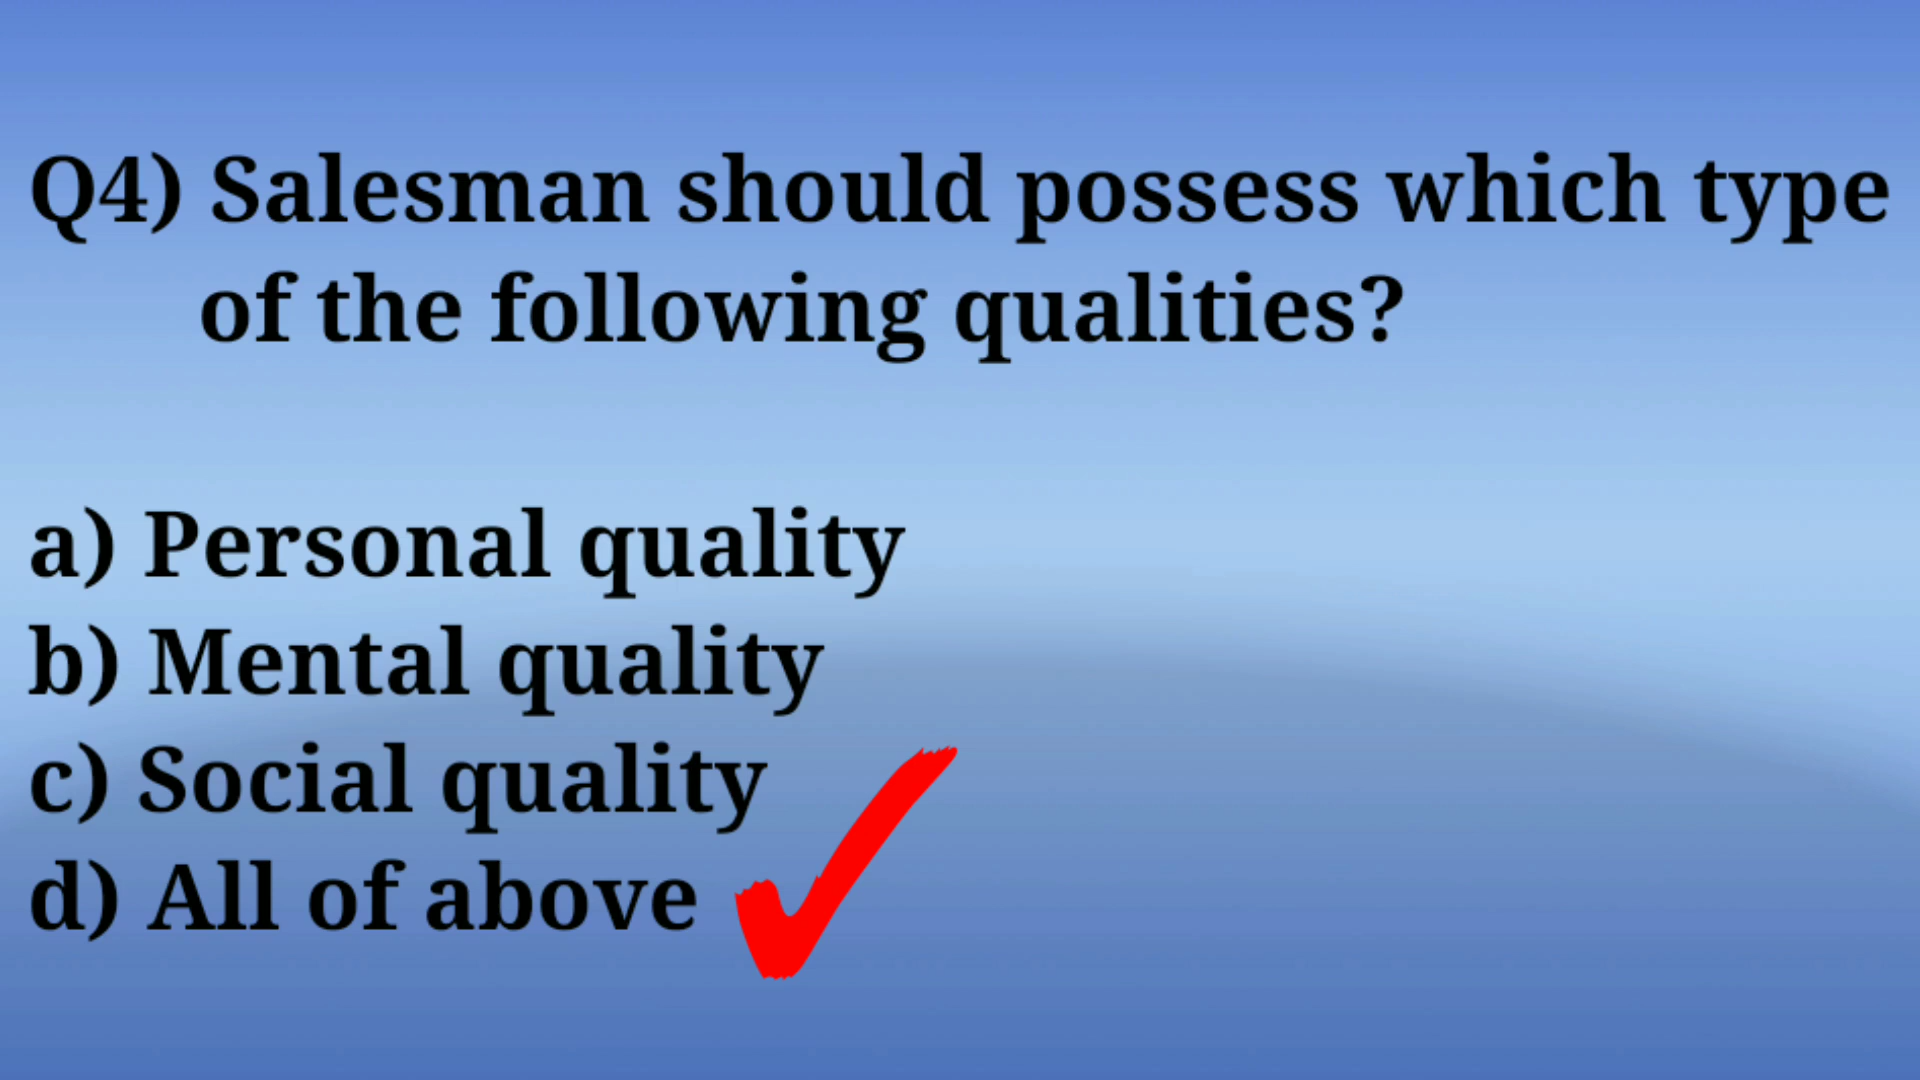 Q4) Salesman should possess which type
of the following qualities?
a) Personal quality
b) Mental quality
c) Social quality
d) All of above